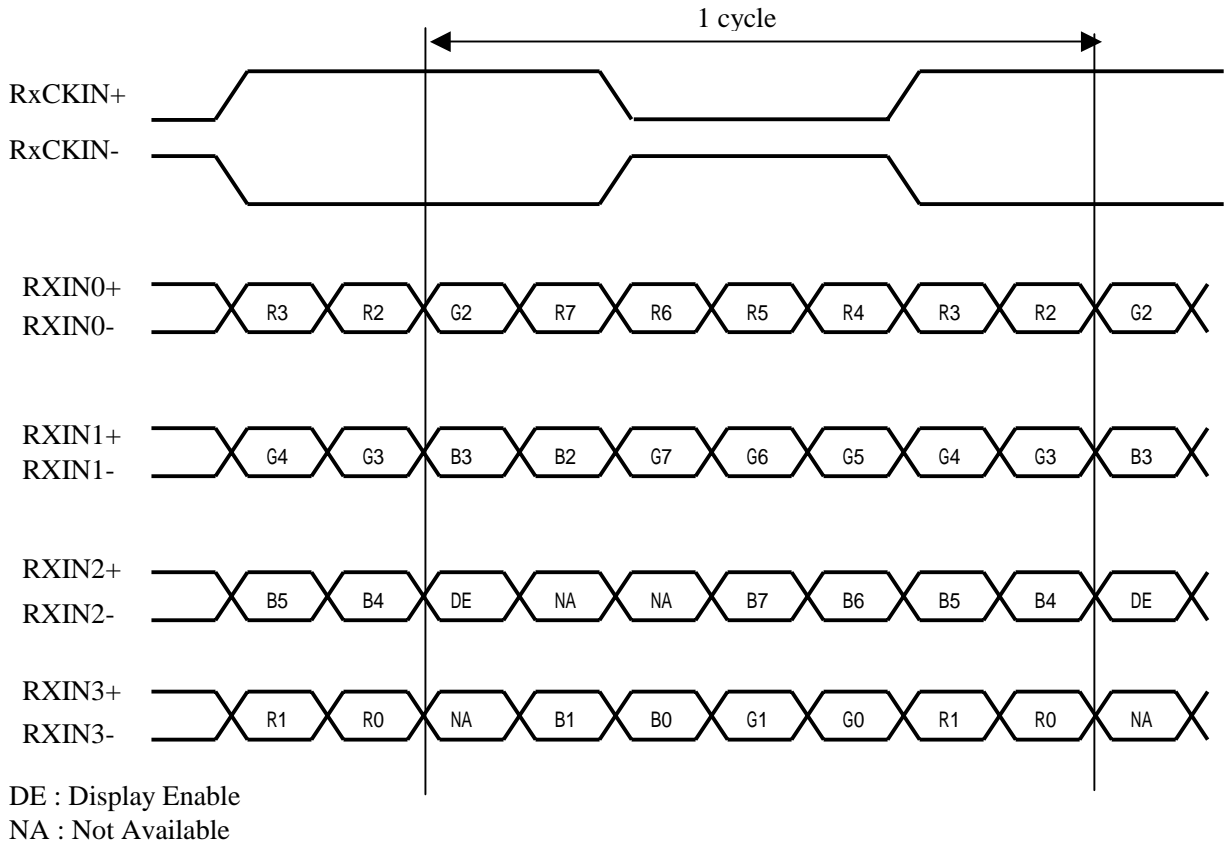 1 cycle
RxCKIN+
RxCKIN-
RXIN0+
RXIN0-
R3 R2 G2 R7 R6 R5 R4 R3 R2 G2
RXIN1+
RXIN1-
G4 G3 B3 B2 G7 G6 G5 G4 G3 B3
RXIN2+
RXIN2-
B5 B4 DE NA NA B7 B6 B5 B4 DE
RXIN3+
RXIN3-
R1 R0 NA B1 B0 G1 G0 R1 R0 NA
DE : Display Enable
NA : Not Available